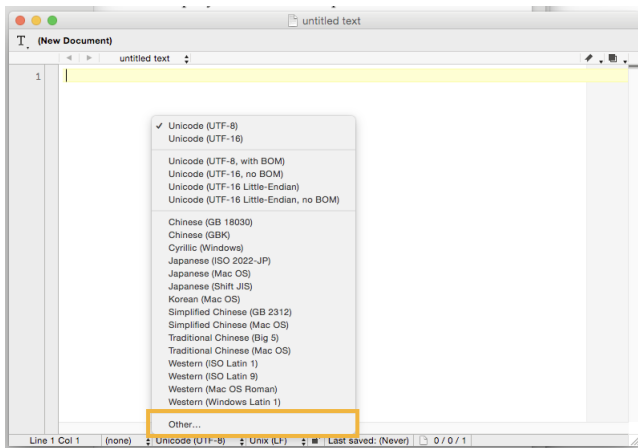 untitled text
(New Document)
untitled text
1
✓ Unicode (UTF-8)
Unicode (UTF-16)
Unicode (UTF-8, with BOM)
Unicode (UTF-16, no BOM)
Unicode (UTF-16 Little-Endian)
Unicode (UTF-16 Little-Endian, no BOM)
Chinese (GB 18030)
Chinese (GBK)
Cyrillic (Windows)
Japanese (ISO 2022-JP)
Japanese (Mac OS)
Japanese (Shift JIS)
Korean (Mac OS)
Simplified Chinese (GB 2312)
Simplified Chinese (Mac OS)
Traditional Chinese (Big 5)
Traditional Chinese (Mac OS)
Western (ISO Latin 1)
Western (ISO Latin 9)
Western (Mac OS Roman)
Western (Windows Latin 1)
Other...
Line 1 Col 1 (none) Unicode (UTF-8) Unix (LF) Last saved: (Never) 0 / 0 / 1